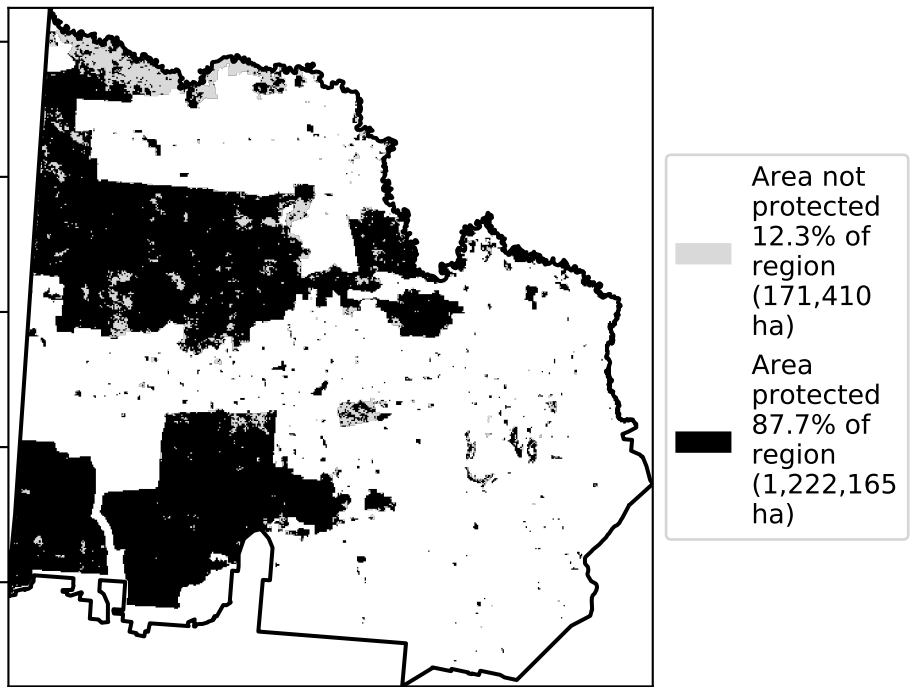 Area not
protected
12.3% of
region
(171,410
ha)
Area
protected
87.7% of
region
(1,222,165
ha)